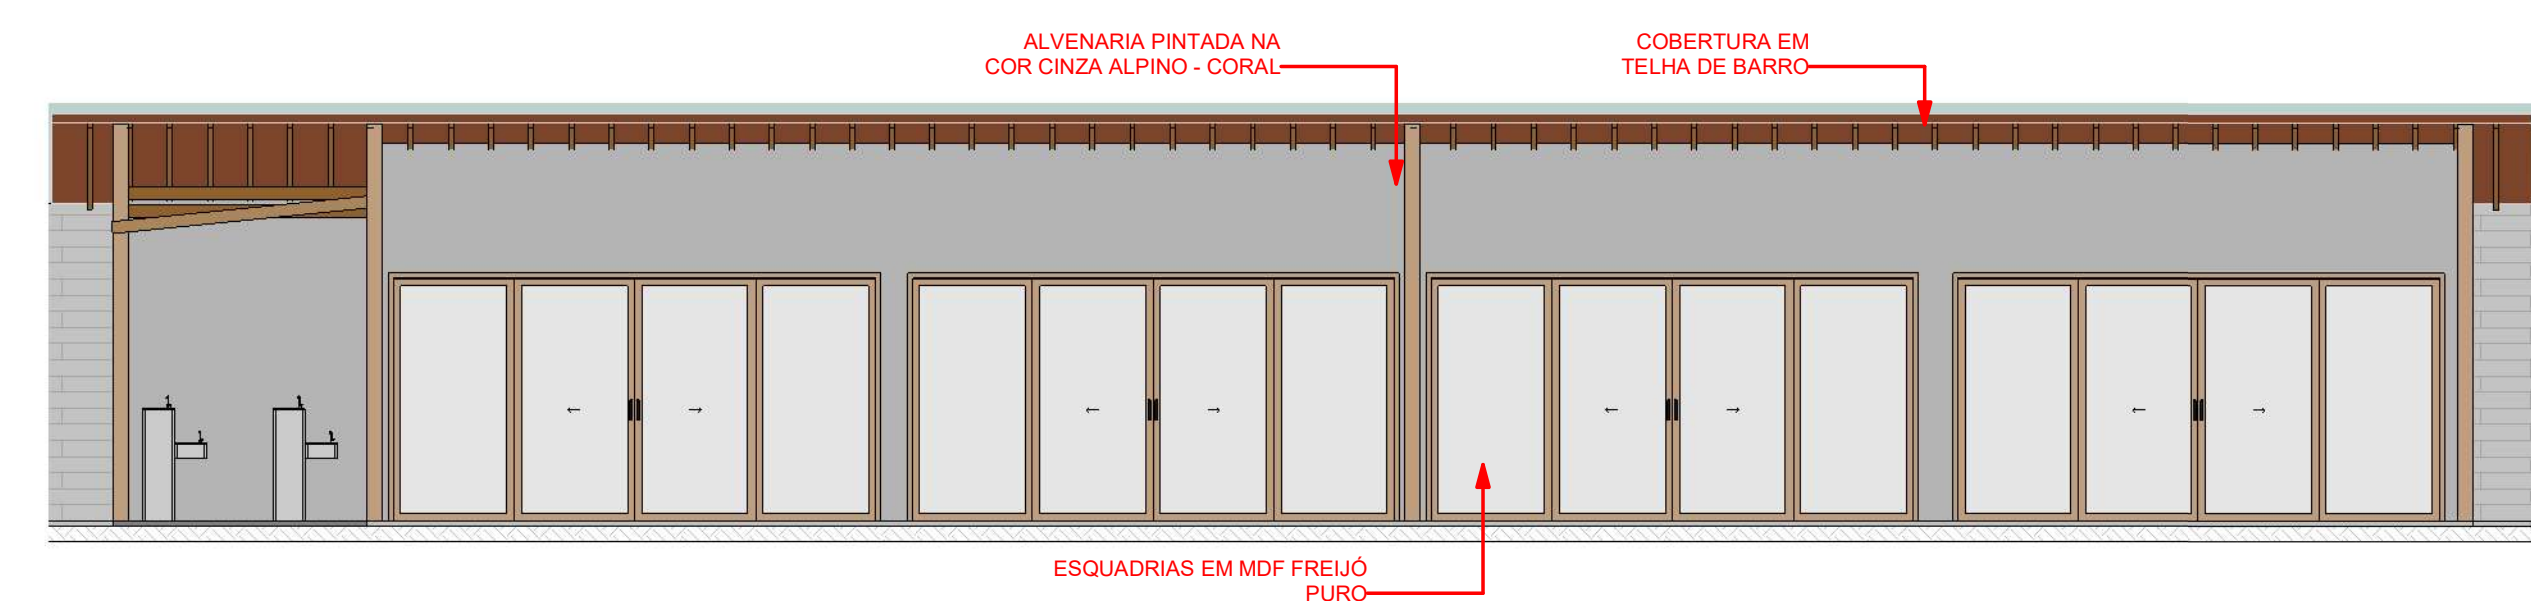 ALVENARIA PINTADA NA
COR CINZA ALPINO - CORAL
COBERTURA EM
TELHA DE BARRO
ESQUADRIAS EM MDF FREIJÓ
PURO